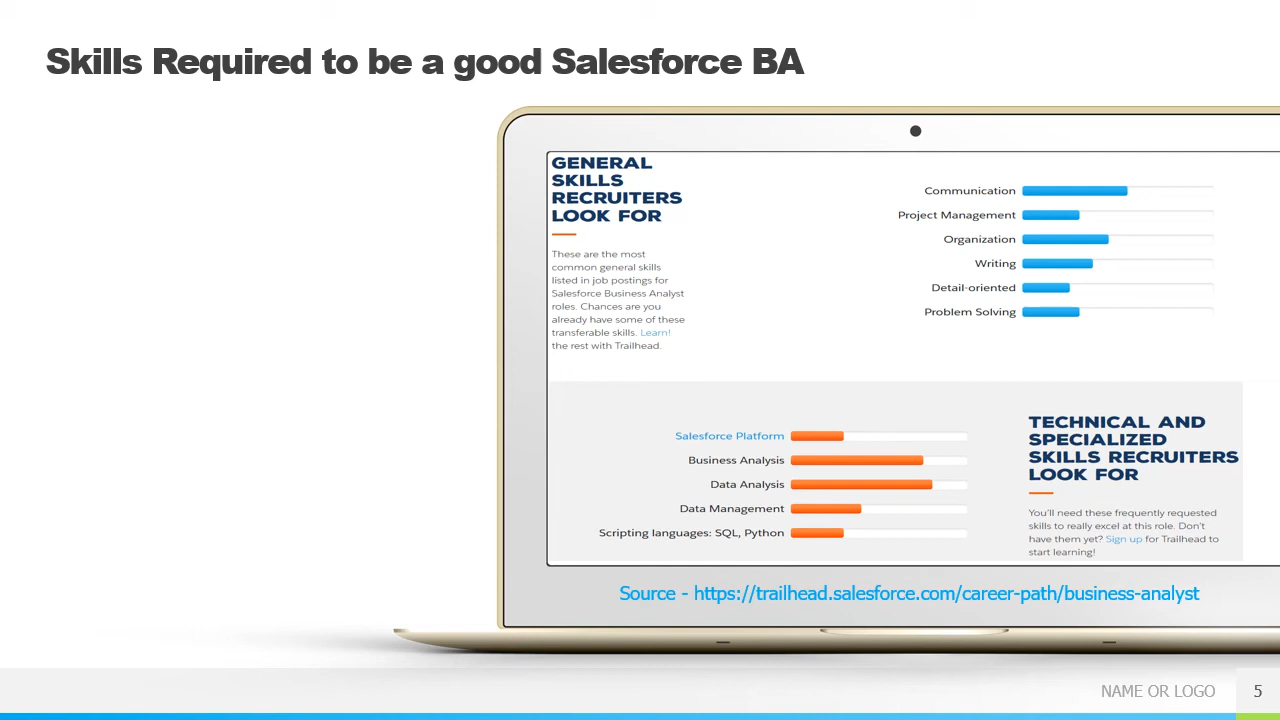 Skills Required to be a good Salesforce BA
GENERAL
SKILLS
RECRUITERS
LOOK FOR
These are the most
common general skills
listed in job postings for
Salesforce Business Analyst
roles. Chances are you
already have some of these
transferable skills. Learn!
the rest with Trailhead.
Communication
Project Management
Organization
Writing
Detail-oriented
Problem Solving
Salesforce Platform
Business Analysis
Data Analysis
Data Management
Scripting languages: SQL, Python
TECHNICAL AND
SPECIALIZED
SKILLS RECRUITERS
LOOK FOR
You'll need these frequently requested
skills to really excel at this role. Don't
have them yet? Sign up for Trailhead to
start learning!
Source - https://trailhead.salesforce.com/career-path/business-analyst
NAME OR LOGO
5